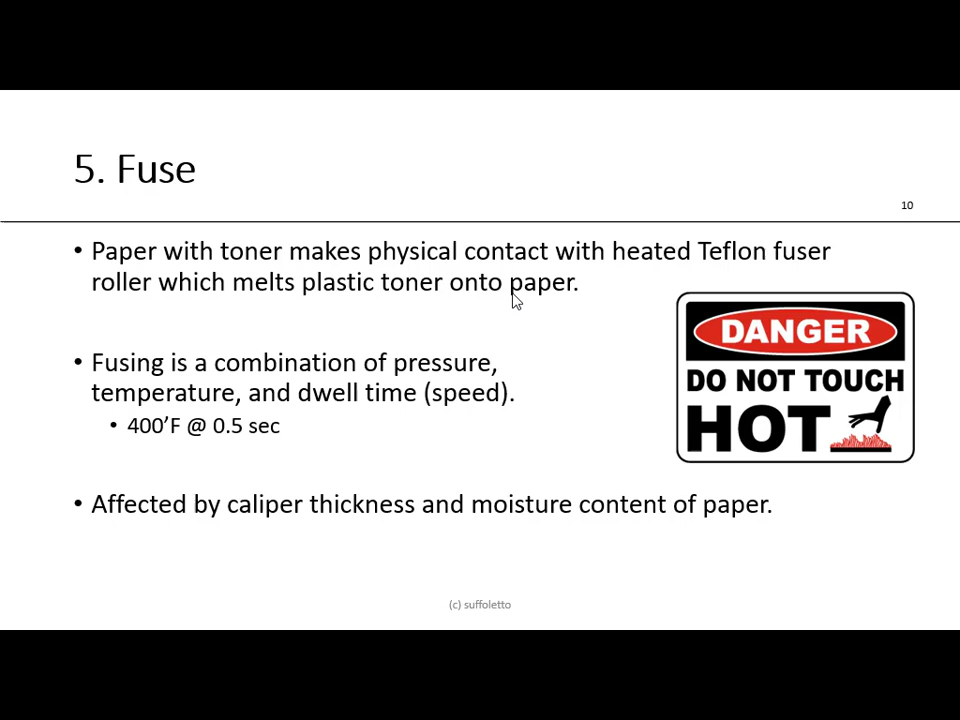 5. Fuse
10
• Paper with toner makes physical contact with heated Teflon fuser
roller which melts plastic toner onto paper.
• Fusing is a combination of pressure,
temperature, and dwell time (speed).
• 400’F @ 0.5 sec
DANGER
DO NOT TOUCH
HOT
• Affected by caliper thickness and moisture content of paper.
(c) suffoletto